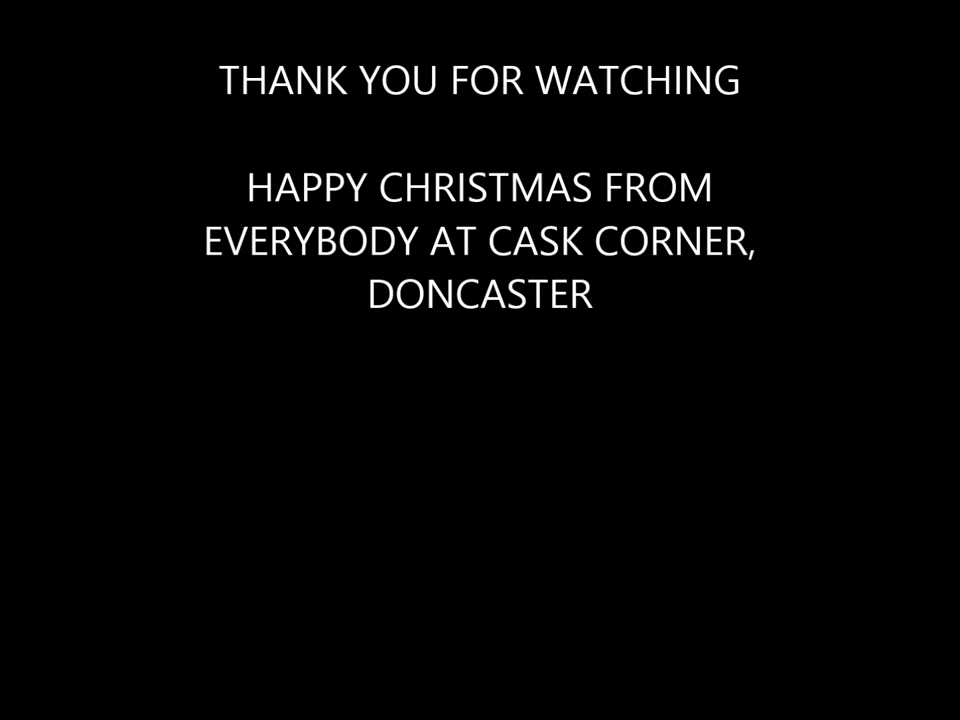 THANK YOU FOR WATCHING
HAPPY CHRISTMAS FROM
EVERYBODY AT CASK CORNER,
DONCASTER